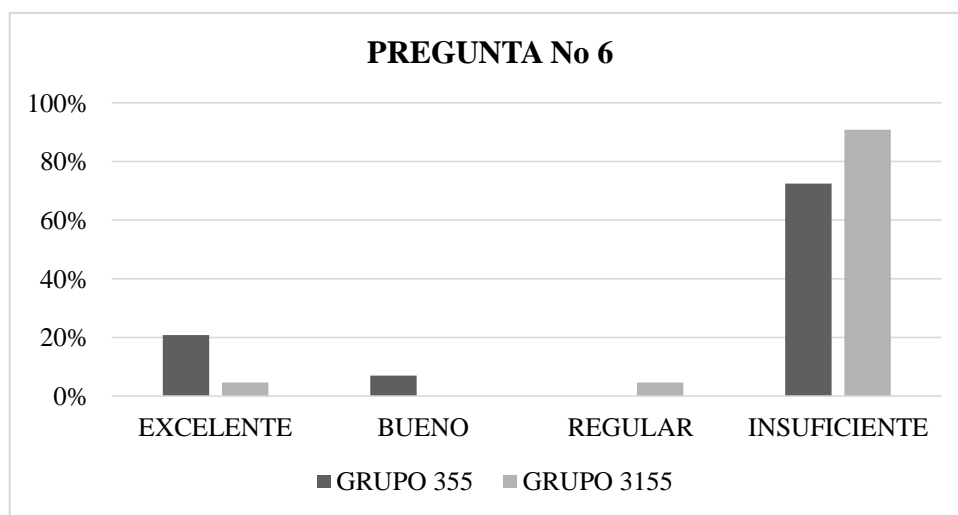 PREGUNTA No 6
100%
80%
60%
40%
20%
0%
EXCELENTE BUENO REGULAR INSUFICIENTE
GRUPO 355 GRUPO 3155